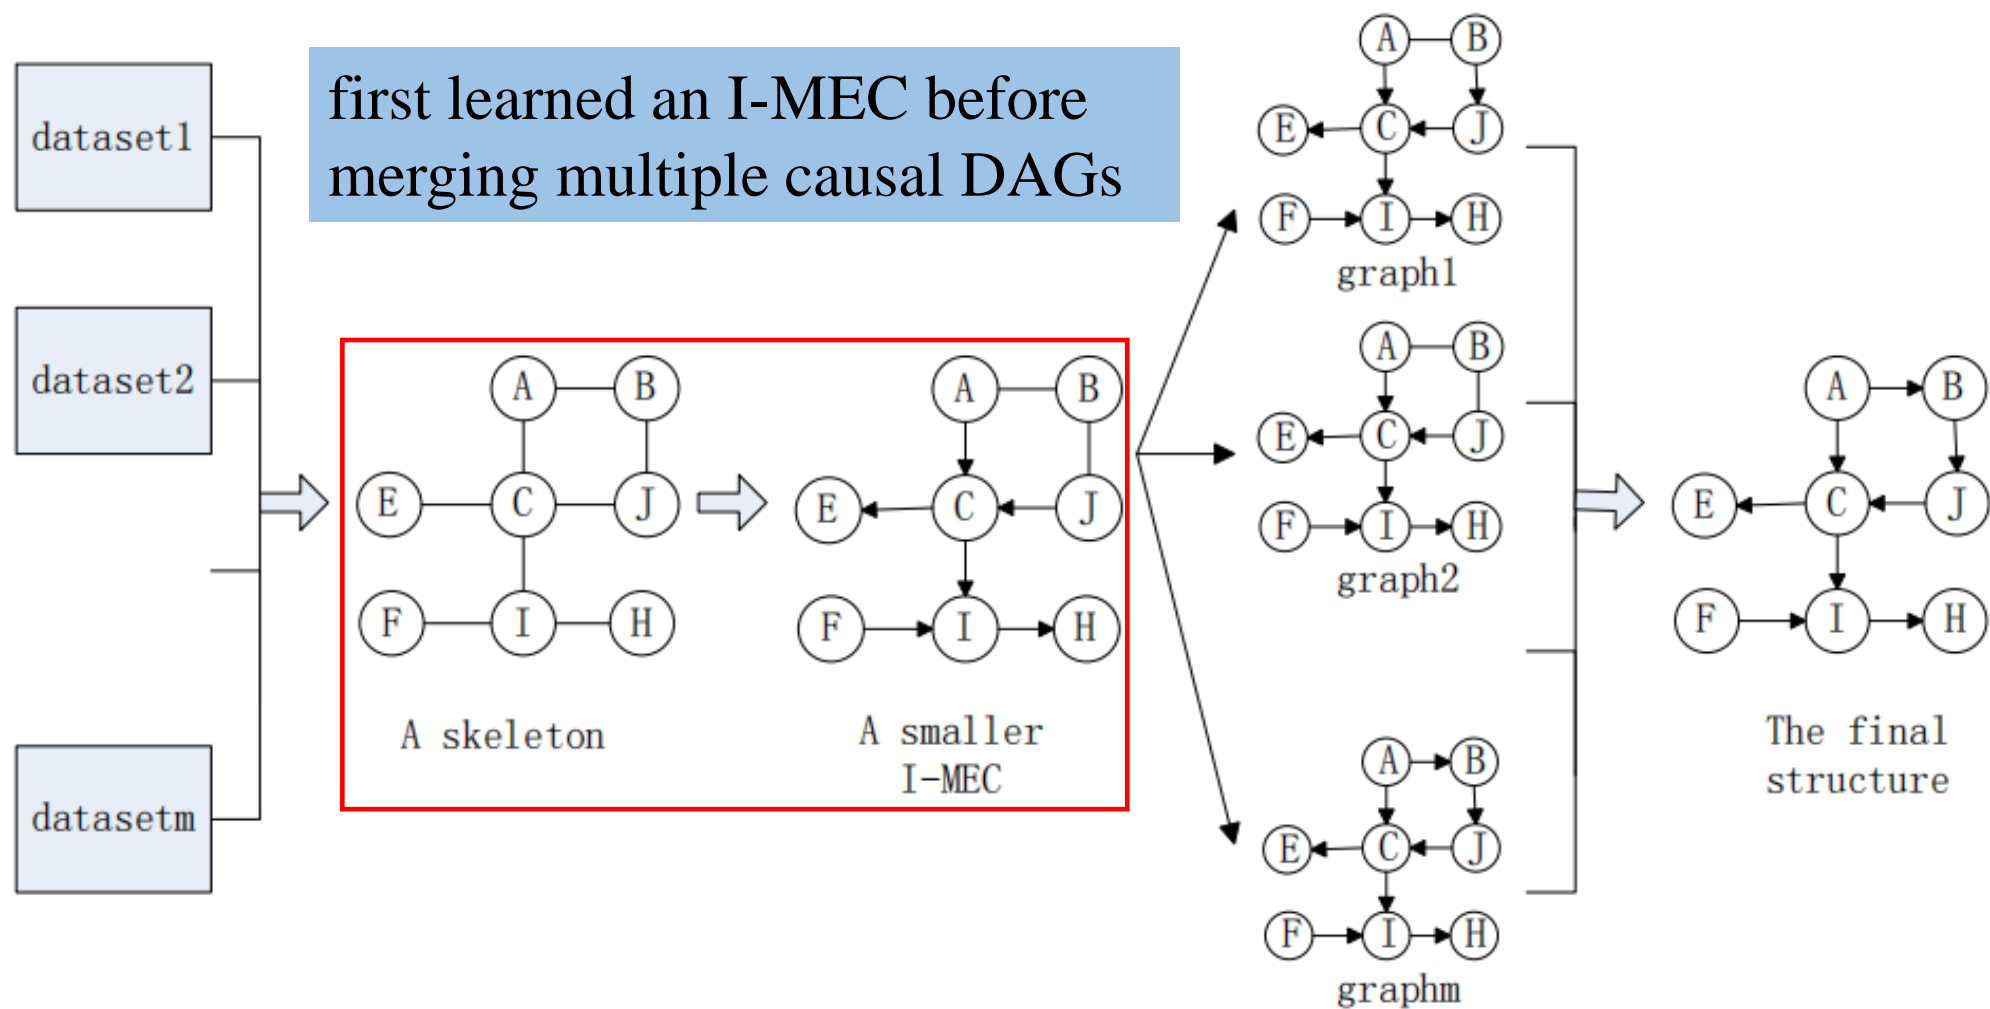 first learned an I-MEC before
merging multiple causal DAGs
dataset1
dataset2
datasetm
A B
C
E J
F I H
A skeleton
A B
C
E J
F I H
A smaller
I-MEC
A B
E C J
F I H
graph1
A B
E C J
F I H
graph2
A B
E C J
F I H
graphm
A B
E C J
F I H
The final
structure